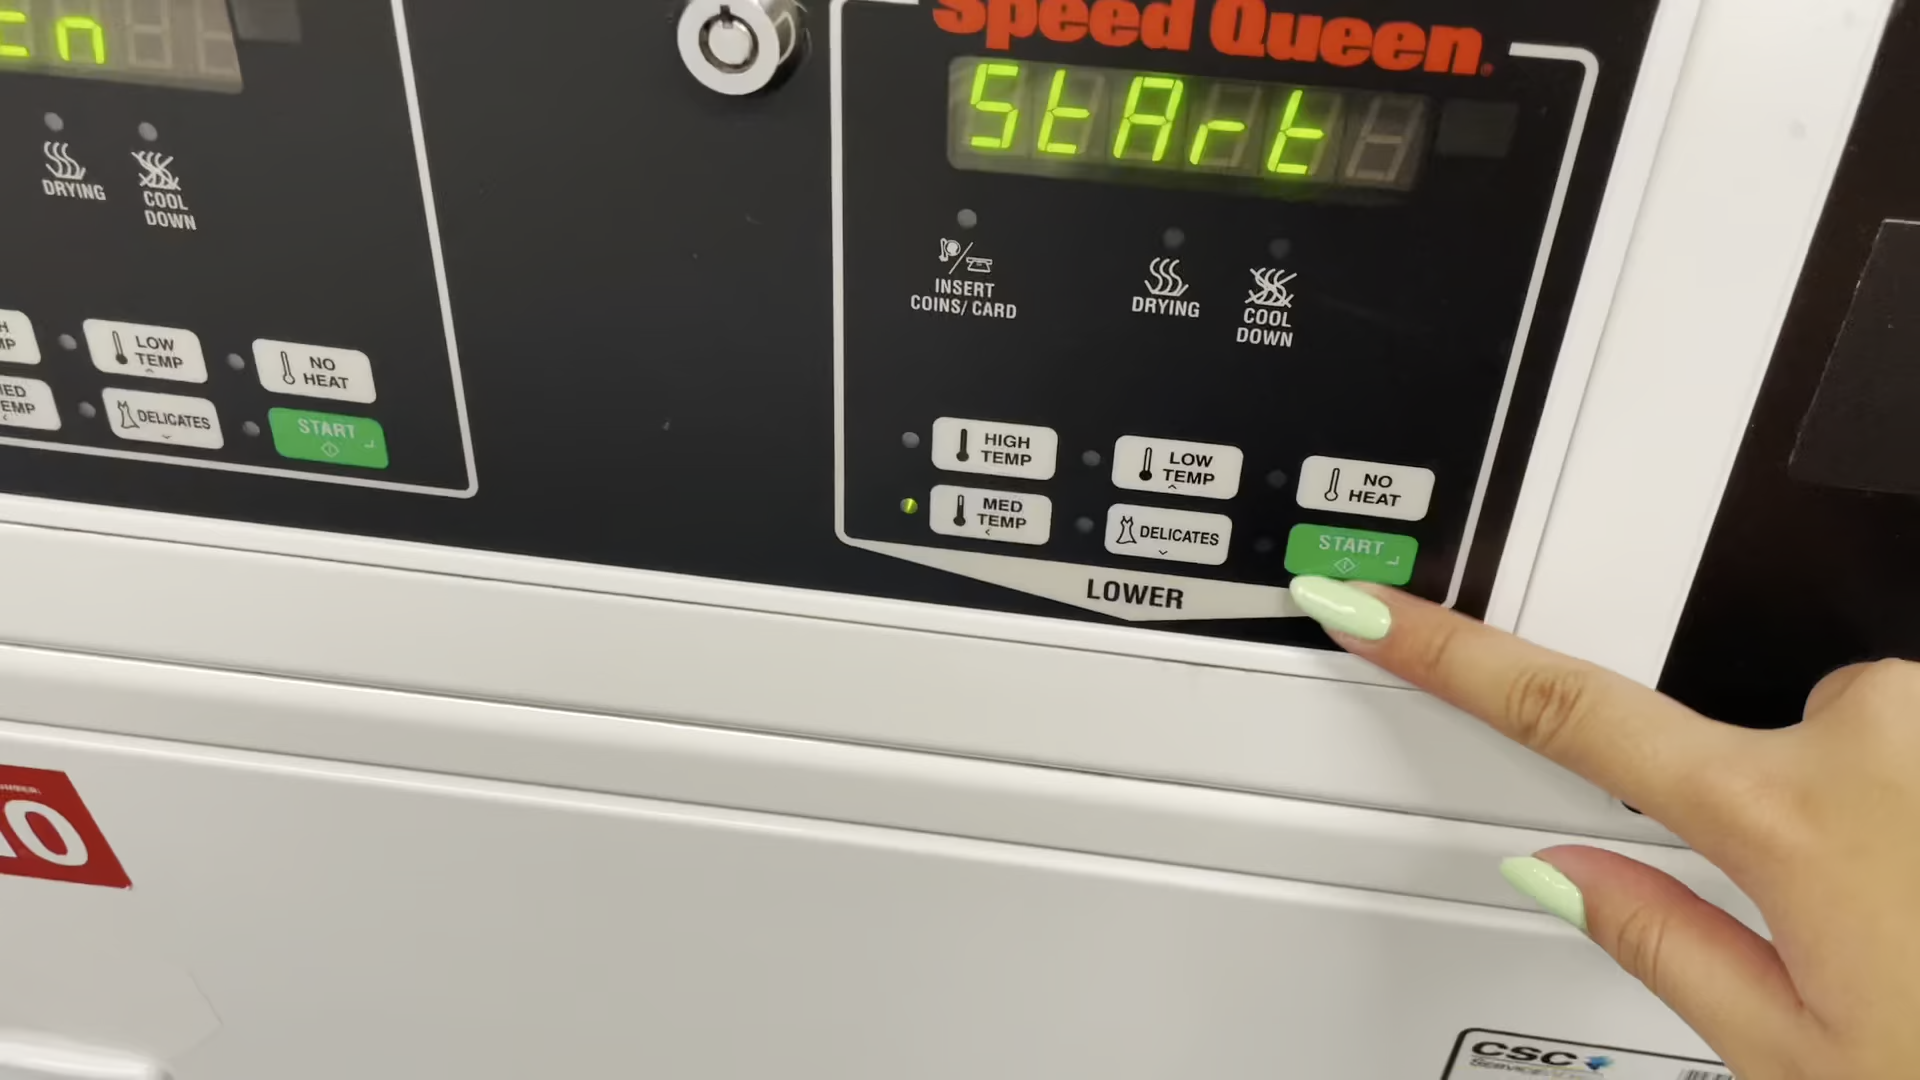 Speed Queen
StArt
DRYING
COOL
DOWN
INSERT
COINS/ CARD
DRYING
COOL
DOWN
LOW
TEMP
NO
HEAT
DELICATES
START
HIGH
TEMP
LOW
TEMP
NO
HEAT
MED
TEMP
DELICATES
START
LOWER
CSC